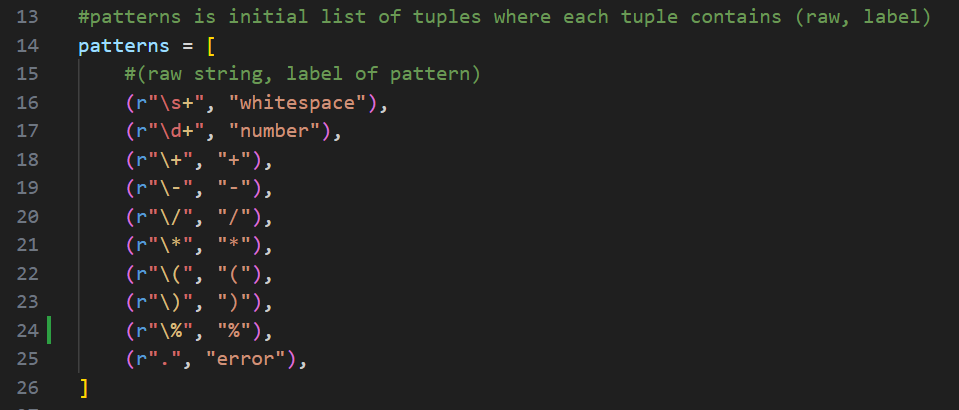 13 #patterns is initial list of tuples where each tuple contains (raw, label)
14 patterns = [
15     #(raw string, label of pattern)
16     (r"\s+", "whitespace"),
17     (r"\d+", "number"),
18     (r"\+", "+"),
19     (r"\-", "-"),
20     (r"\/", "/"),
21     (r"\*", "*"),
22     (r"\(", "("),
23     (r"\)", ")"),
24     (r"\%", "%"),
25     (r".", "error"),
26 ]